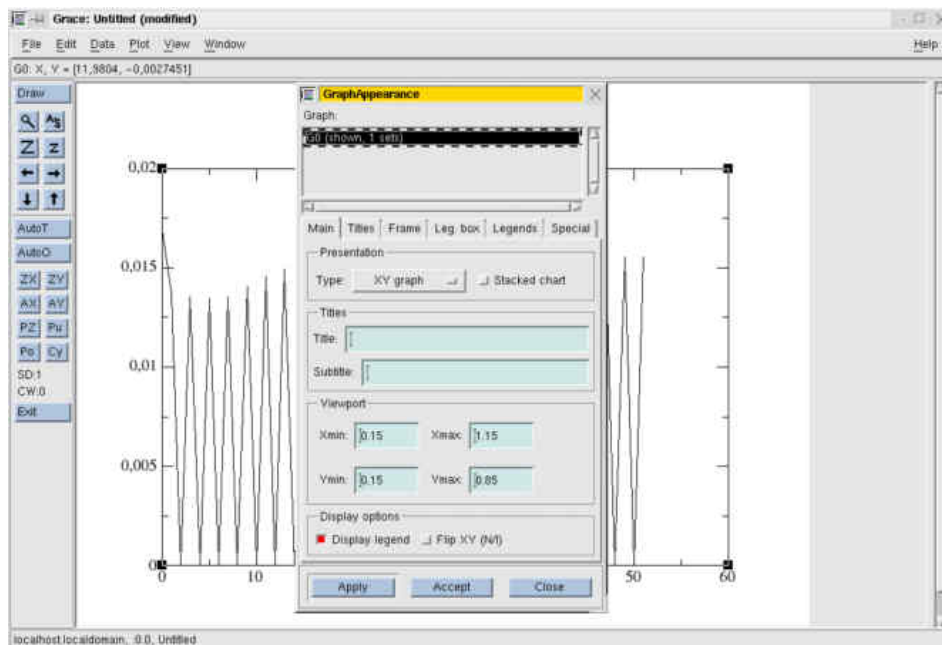 Grace: Untitled (modified)
File Edit Data Plot View Window Help
G0: X, Y = [11,9804, -0,0027451]
Draw
GraphAppearance
Graph:
G0 (shown, 1 sets)
Z z
AutoT
AutoO
ZX ZY
AX AY
PZ Pu
Po Cy
SD:1
CW:0
Exit
Main Titles Frame Leg. box Legends Special
Presentation
Type: XY graph Stacked chart
Titles
Title:
Subtitle:
Viewport
Xmin: 0.15 Xmax: 1.15
Ymin: 0.15 Ymax: 0.85
Display options
Display legend Flip XY (N/I)
Apply Accept Close
0,02
0,015
0,01
0,005
0
0 10 50 60
localhost.localdomain, :0.0, Untitled